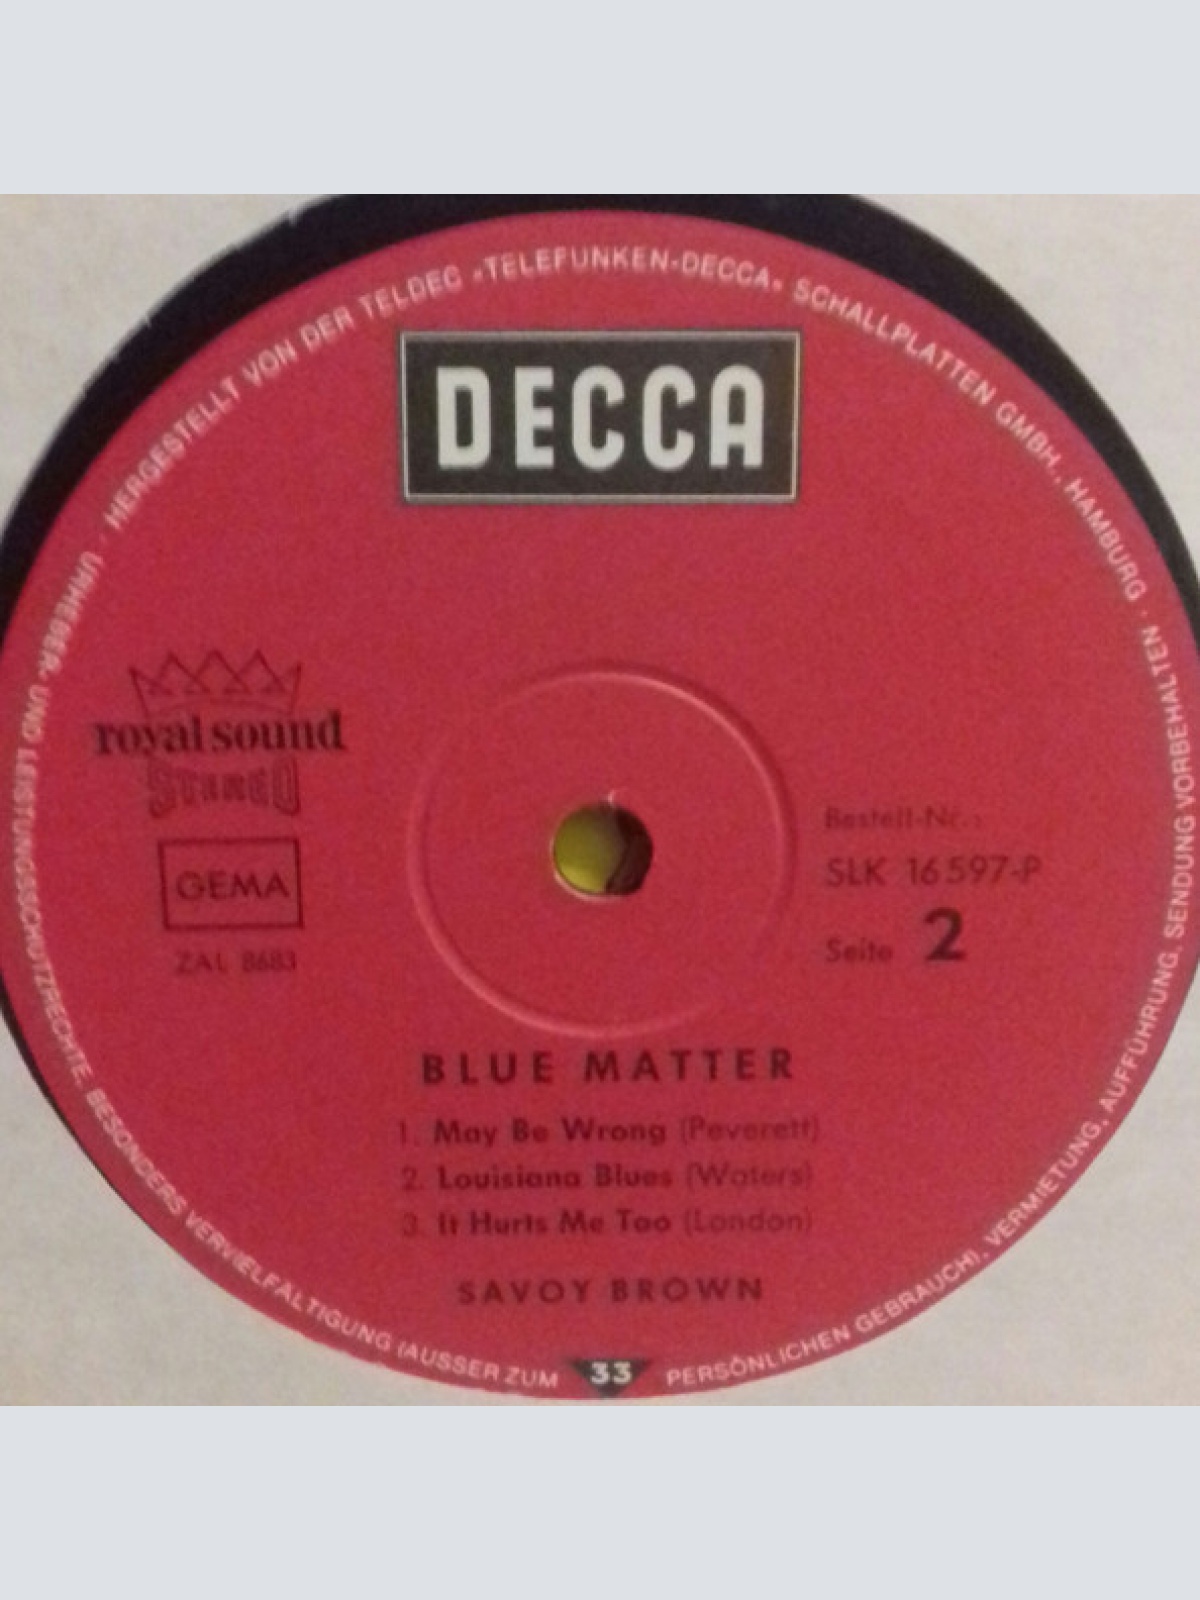 HERGESTELLT VON DER TELDEC »TELEFUNKEN-DECCA« SCHALLPLATTEN GMBH., HAMBURG · URHEBER- UND LEISTUNGSSCHUTZRECHTE, BESONDERS VERVIELFÄLTIGUNG (AUSSER ZUM PERSÖNLICHEN GEBRAUCH), VERMIETUNG, AUFFÜHRUNG, SENDUNG VORBEHALTEN
DECCA
royal sound
STEREO
GEMA
ZAL 8683
Bestell-Nr.:
SLK 16597-P
Seite 2
BLUE MATTER
1. May Be Wrong (Peverett)
2. Louisiana Blues (Waters)
3. It Hurts Me Too (London)
SAVOY BROWN
33